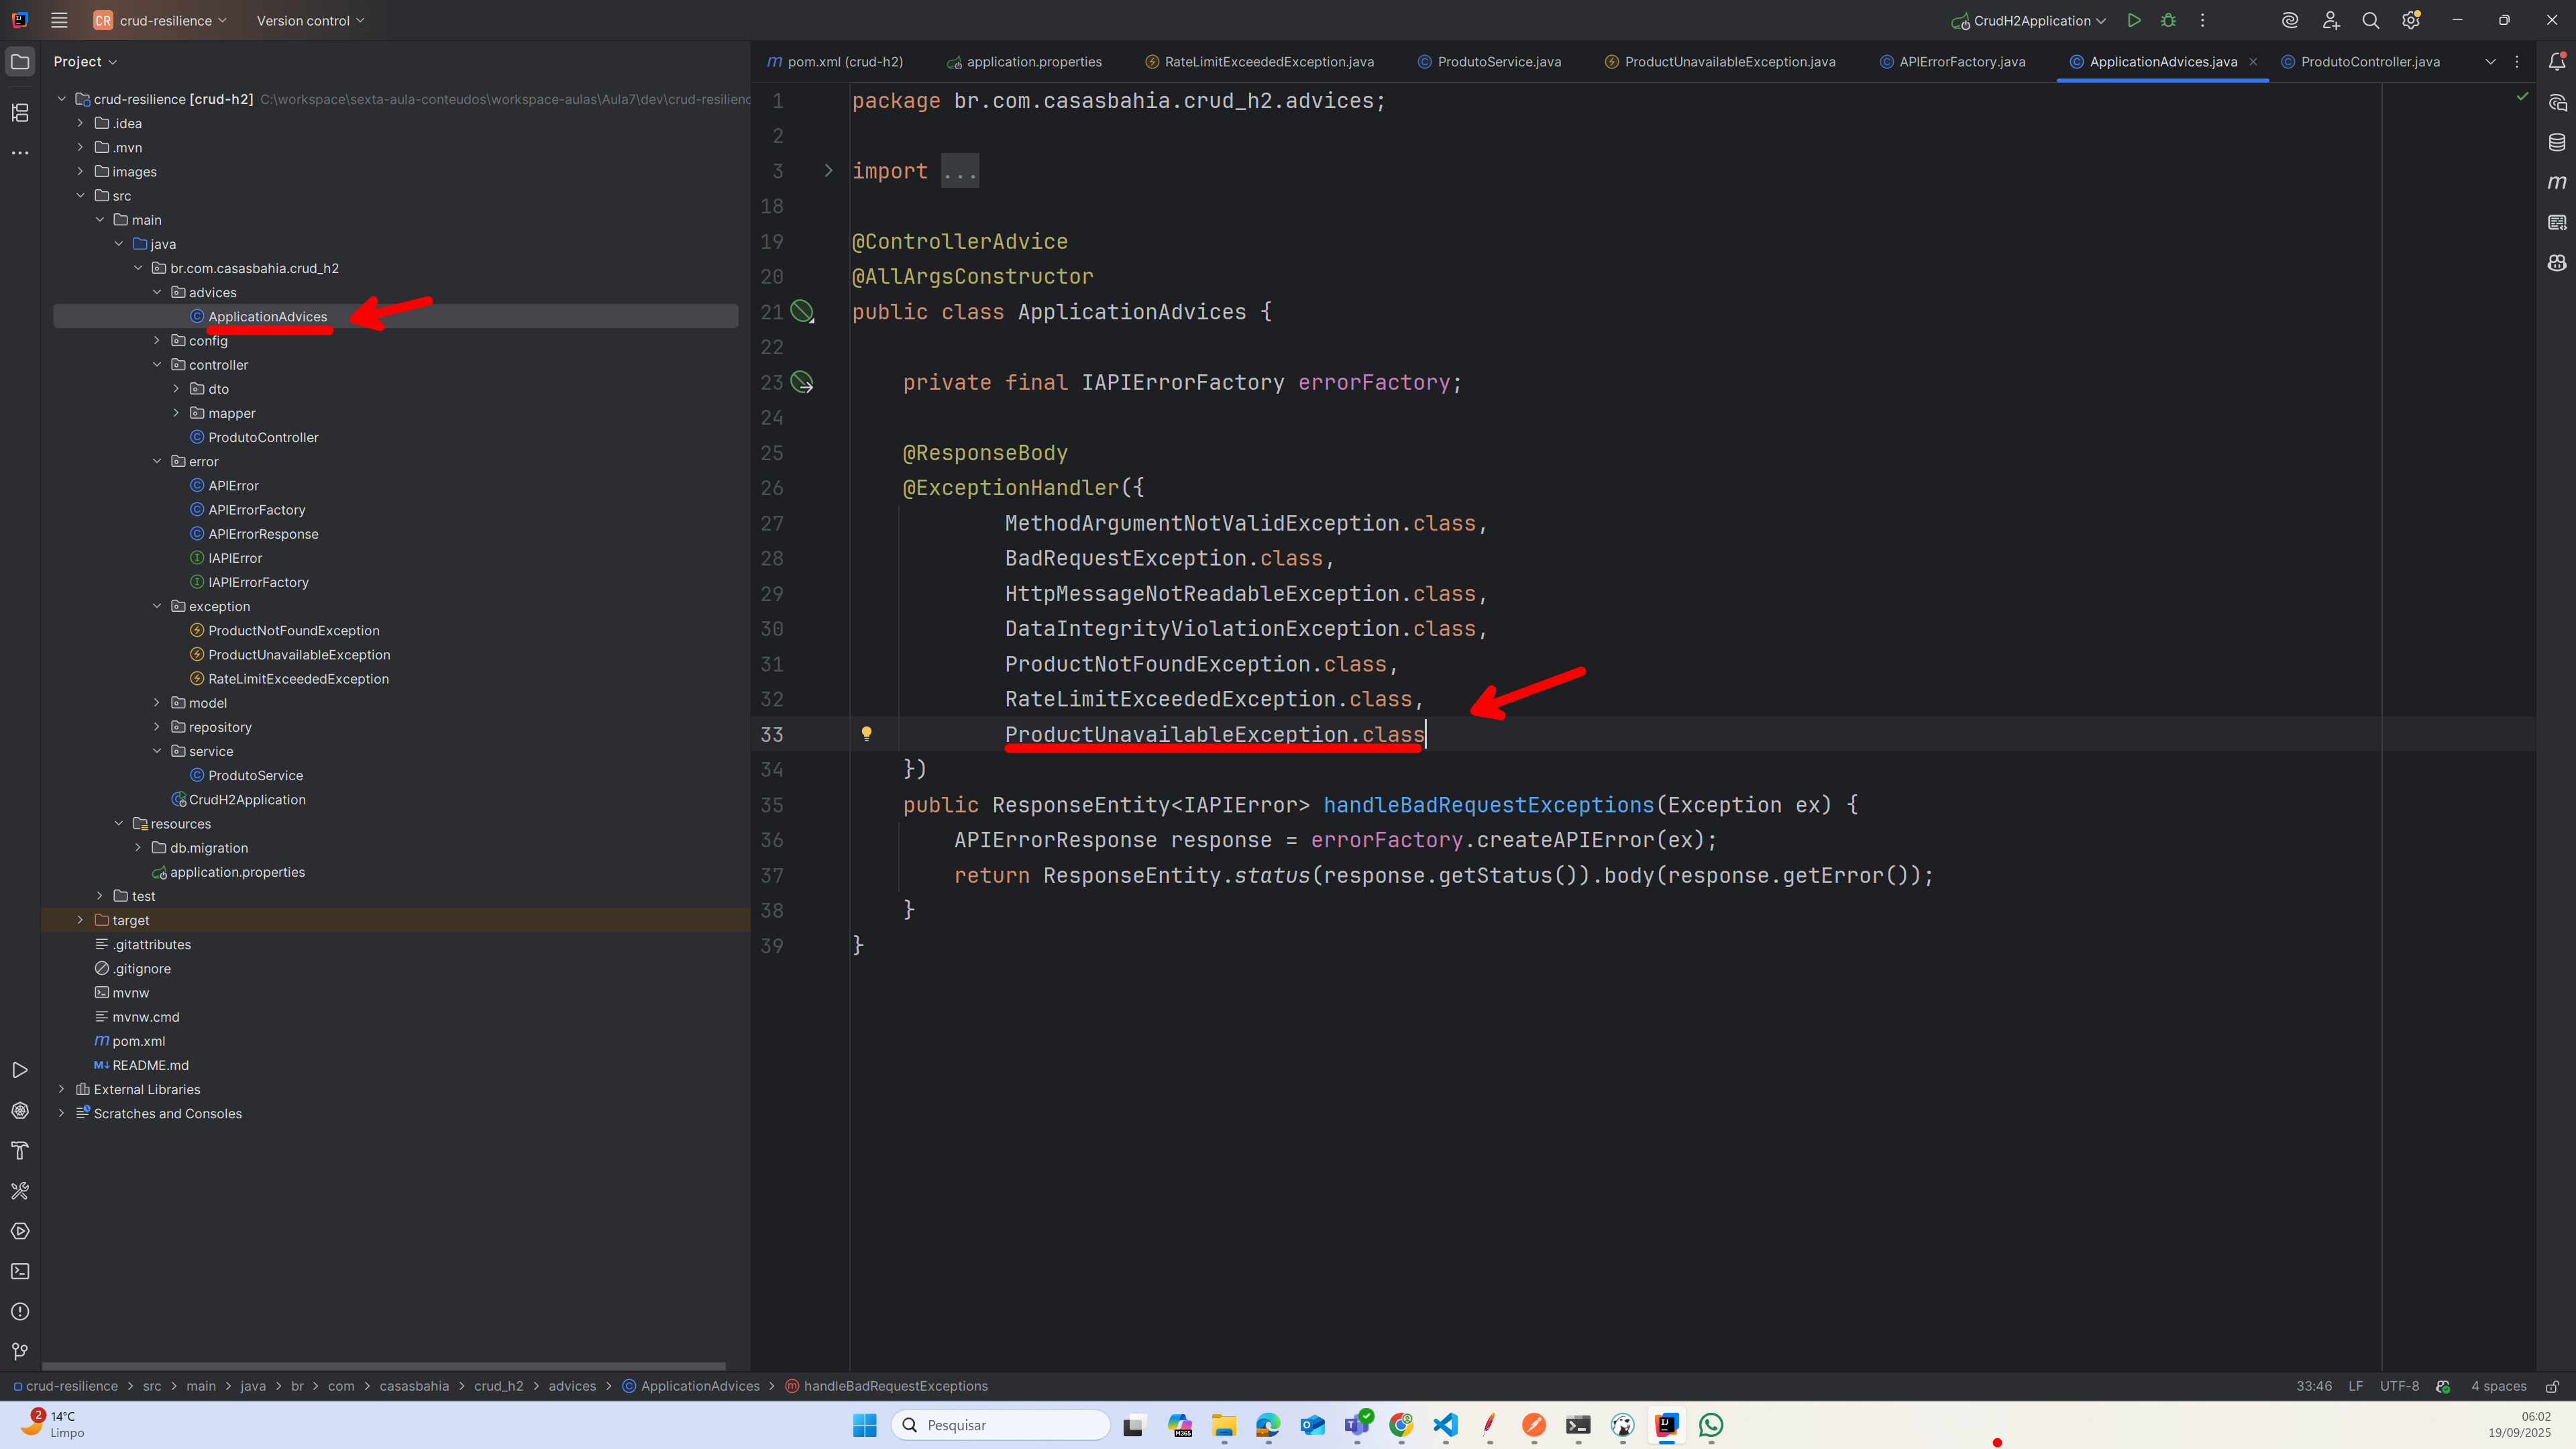 CR crud-resilience Version control CrudH2Application
Project
crud-resilience [crud-h2] C:\workspace\sexta-aula-conteudos\workspace-aulas\Aula7\dev\crud-resilienc
.idea
.mvn
images
src
main
java
br.com.casasbahia.crud_h2
advices
ApplicationAdvices
config
controller
dto
mapper
ProdutoController
error
APIError
APIErrorFactory
APIErrorResponse
IAPIError
IAPIErrorFactory
exception
ProductNotFoundException
ProductUnavailableException
RateLimitExceededException
model
repository
service
ProdutoService
CrudH2Application
resources
db.migration
application.properties
test
target
.gitattributes
.gitignore
mvnw
mvnw.cmd
pom.xml
README.md
External Libraries
Scratches and Consoles
pom.xml (crud-h2) application.properties RateLimitExceededException.java ProdutoService.java ProductUnavailableException.java APIErrorFactory.java ApplicationAdvices.java ProdutoController.java
1 package br.com.casasbahia.crud_h2.advices;
2
3 import ...
18
19 @ControllerAdvice
20 @AllArgsConstructor
21 public class ApplicationAdvices {
22
23 private final IAPIErrorFactory errorFactory;
24
25 @ResponseBody
26 @ExceptionHandler({
27 MethodArgumentNotValidException.class,
28 BadRequestException.class,
29 HttpMessageNotReadableException.class,
30 DataIntegrityViolationException.class,
31 ProductNotFoundException.class,
32 RateLimitExceededException.class,
33 ProductUnavailableException.class
34 })
35 public ResponseEntity<IAPIError> handleBadRequestExceptions(Exception ex) {
36 APIErrorResponse response = errorFactory.createAPIError(ex);
37 return ResponseEntity.status(response.getStatus()).body(response.getError());
38 }
39 }
crud-resilience > src > main > java > br > com > casasbahia > crud_h2 > advices > ApplicationAdvices > handleBadRequestExceptions 33:46 LF UTF-8 4 spaces
2 14°C
Limpo
Pesquisar
M365
06:02
19/09/2025